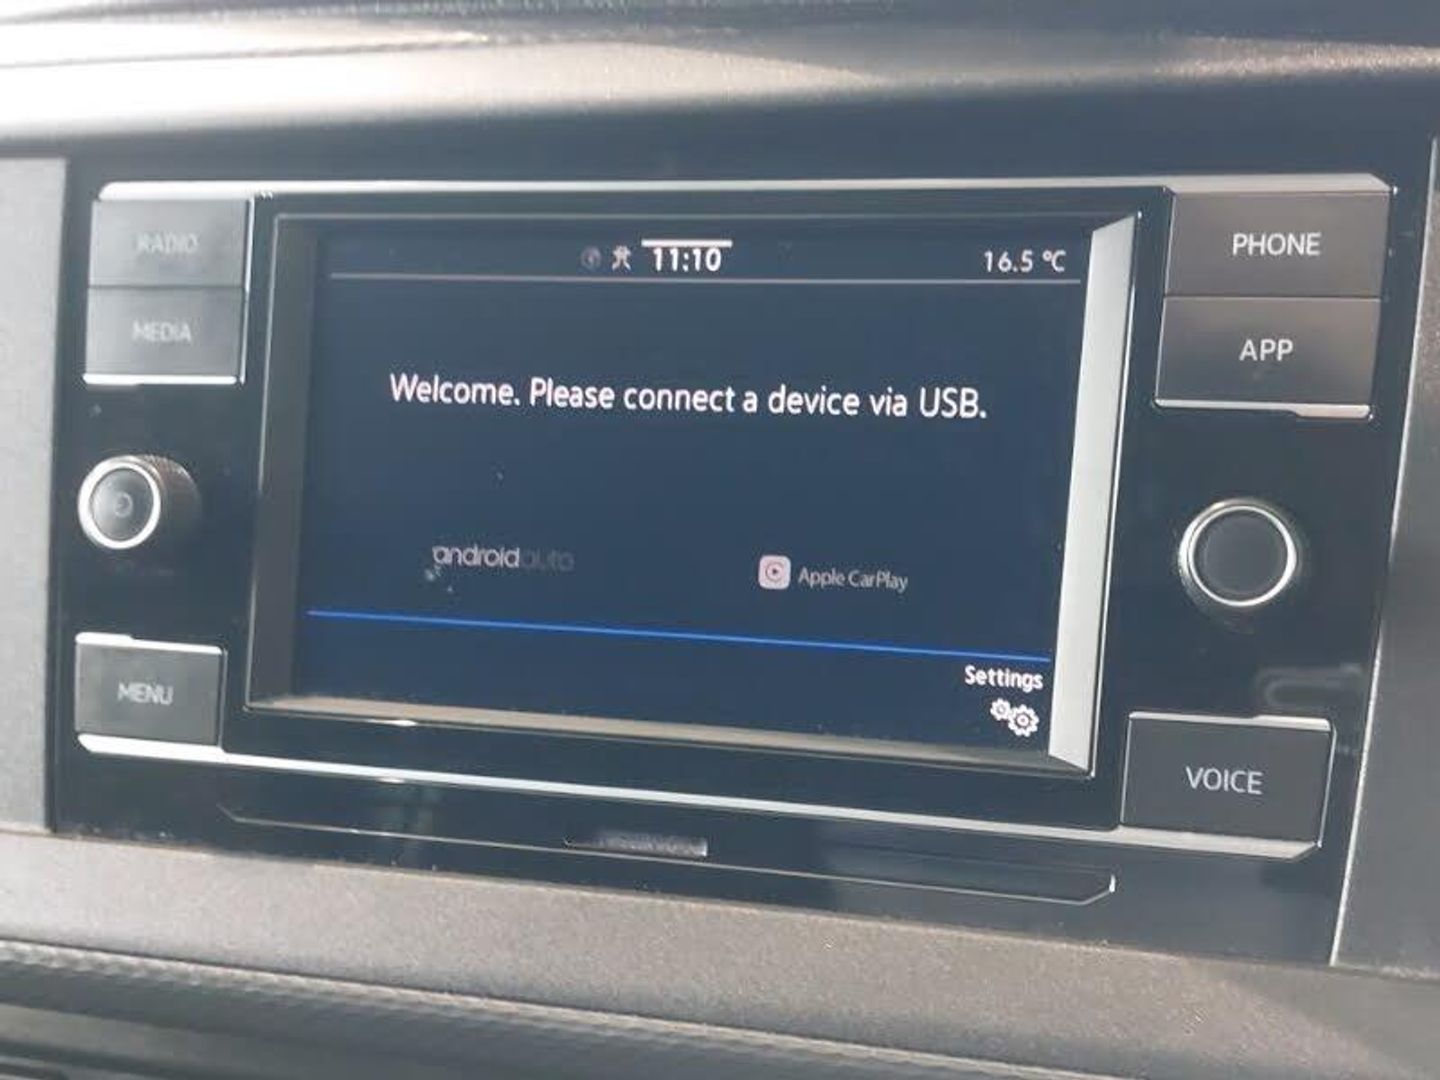 RADIO
MEDIA
MENU
11:10
16.5 °C
Welcome. Please connect a device via USB.
androidauto
Apple CarPlay
Settings
PHONE
APP
VOICE